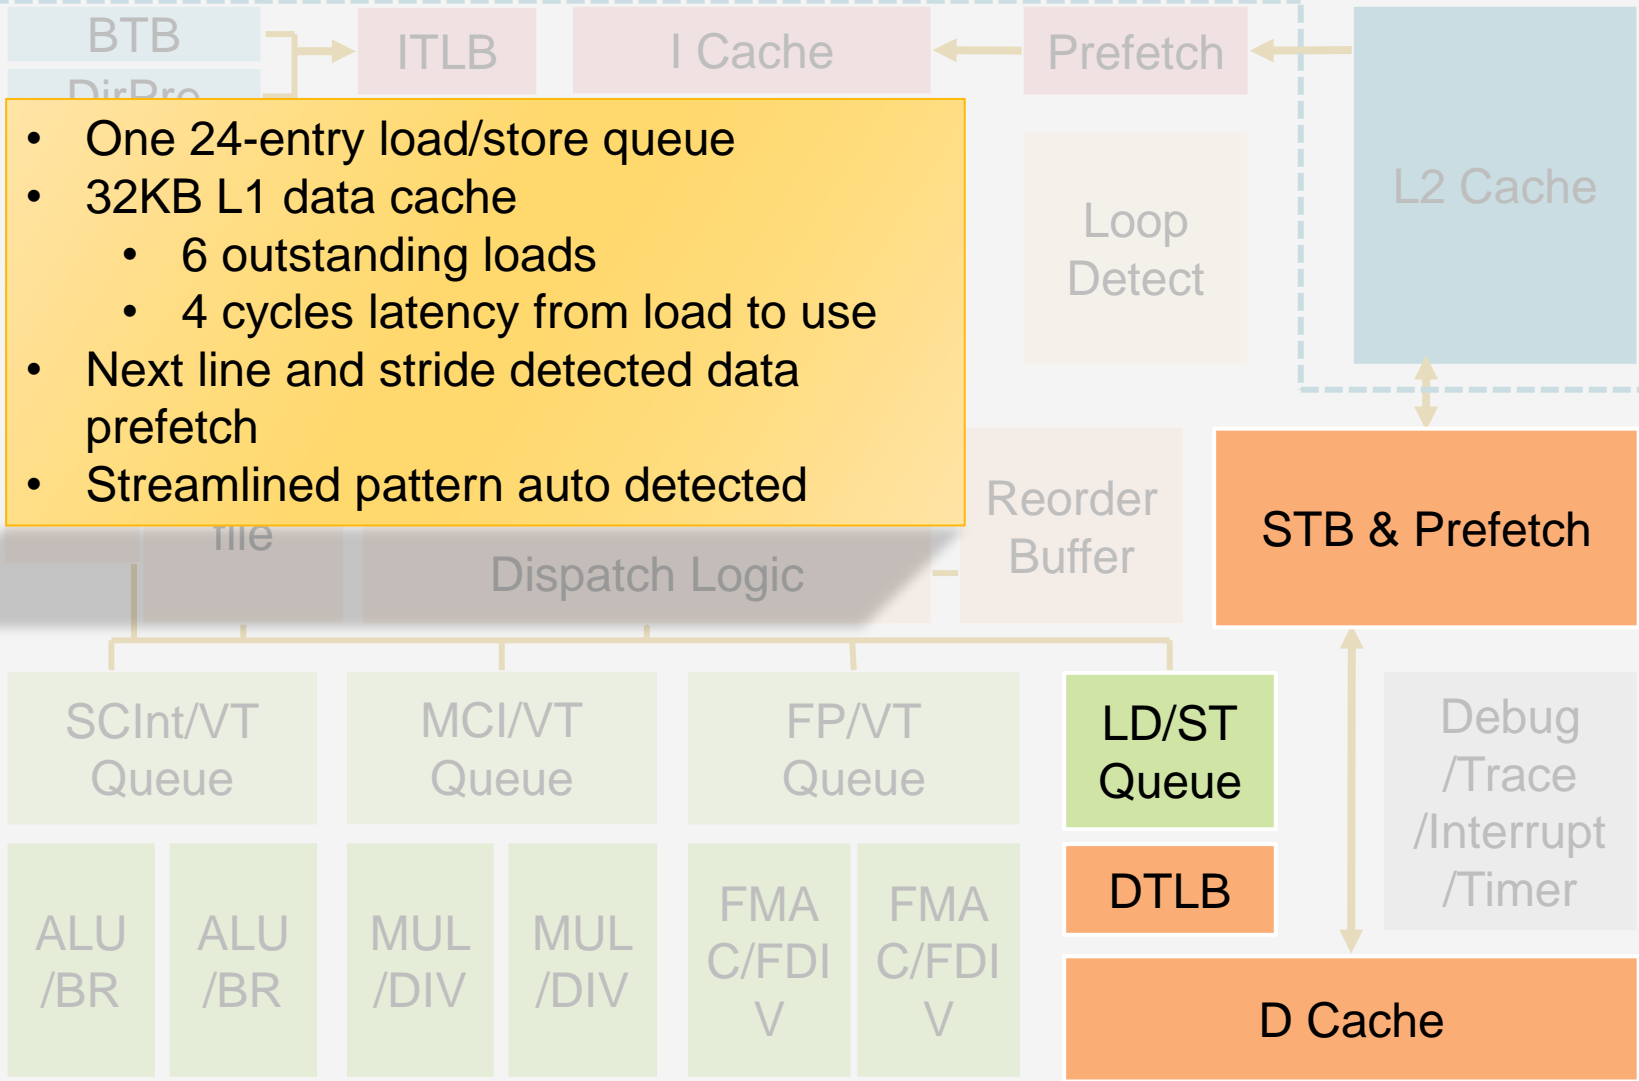 BTB
ITLB
I Cache
Prefetch
L2 Cache
DirPre
• One 24-entry load/store queue
• 32KB L1 data cache
• 6 outstanding loads
• 4 cycles latency from load to use
• Next line and stride detected data
prefetch
• Streamlined pattern auto detected
Loop
Detect
file
Dispatch Logic
Reorder
Buffer
STB & Prefetch
SCInt/VT
Queue
MCI/VT
Queue
FP/VT
Queue
LD/ST
Queue
Debug
/Trace
/Interrupt
/Timer
ALU
/BR
ALU
/BR
MUL
/DIV
MUL
/DIV
FMA
C/FDI
V
FMA
C/FDI
V
DTLB
D Cache